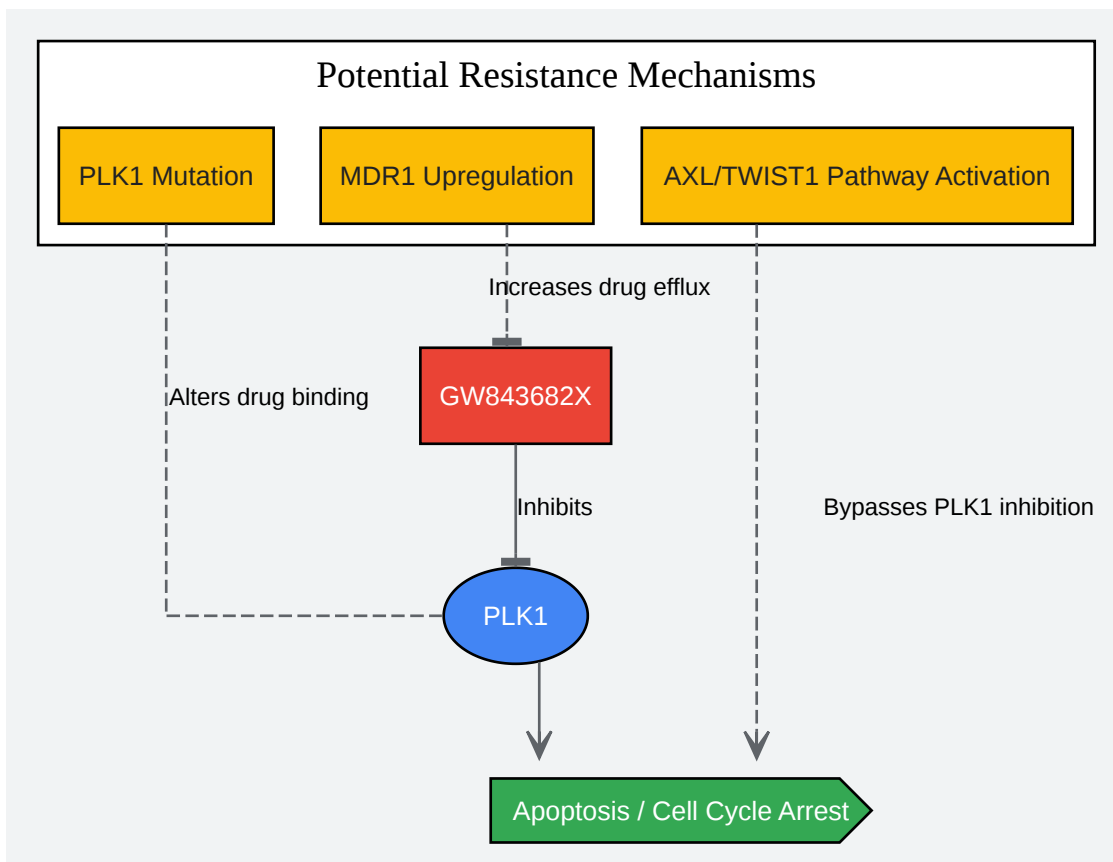 Potential Resistance Mechanisms
PLK1 Mutation
MDR1 Upregulation
AXL/TWIST1 Pathway Activation
Increases drug efflux
Alters drug binding
GW843682X
Inhibits
Bypasses PLK1 inhibition
PLK1
Apoptosis / Cell Cycle Arrest